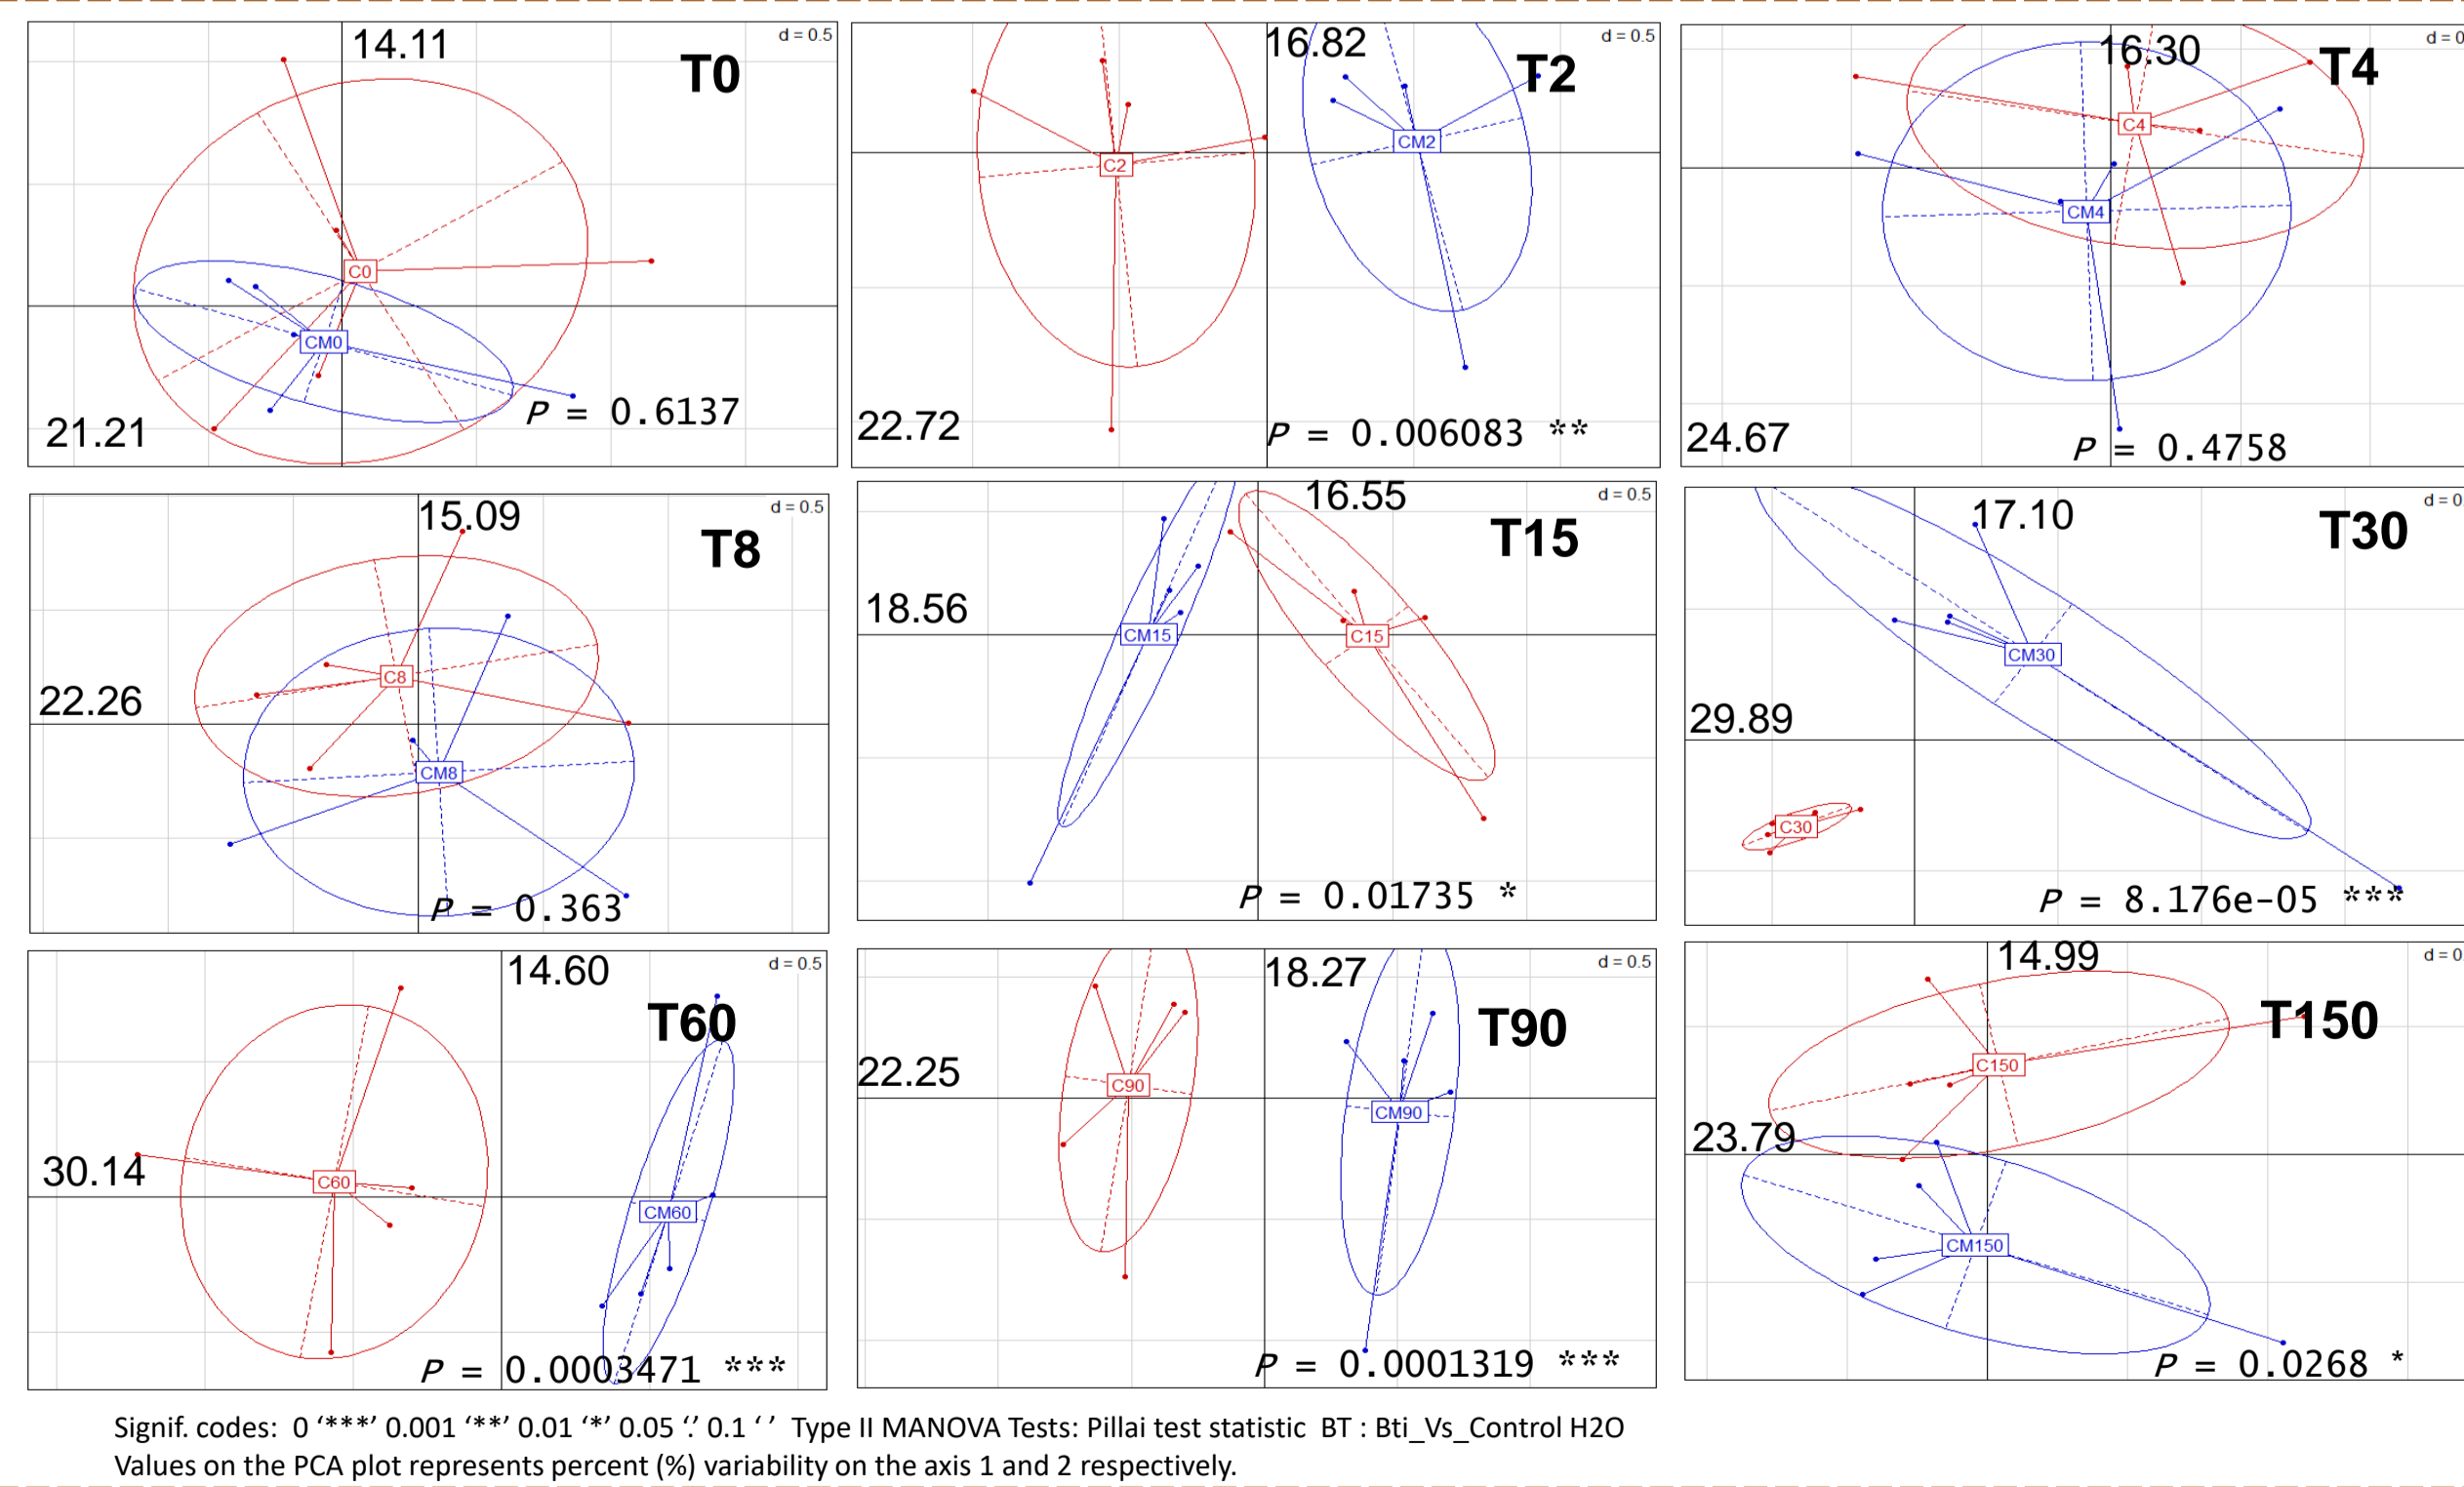 14.11
d = 0.5
T0
C0
CM0
P = 0.6137
21.21
16.82
d = 0.5
T2
C2
CM2
22.72
P = 0.006083 **
16.30
d = 0
T4
C4
CM4
24.67
P = 0.4758
15.09
d = 0.5
T8
C8
22.26
CM8
P = 0.363
16.55
d = 0.5
T15
18.56
CM15
C15
P = 0.01735 *
17.10
d = 0
T30
CM30
29.89
C30
P = 8.176e-05 ***
14.60
d = 0.5
T60
30.14
C60
CM60
P = 0.0003471 ***
18.27
d = 0.5
T90
22.25
C90
CM90
P = 0.0001319 ***
14.99
d = 0
T150
C150
23.79
CM150
P = 0.0268 *
Signif. codes: 0 ‘***’ 0.001 ‘**’ 0.01 ‘*’ 0.05 ‘.’ 0.1 ‘ ’ Type II MANOVA Tests: Pillai test statistic BT : Bti_Vs_Control H2O
Values on the PCA plot represents percent (%) variability on the axis 1 and 2 respectively.